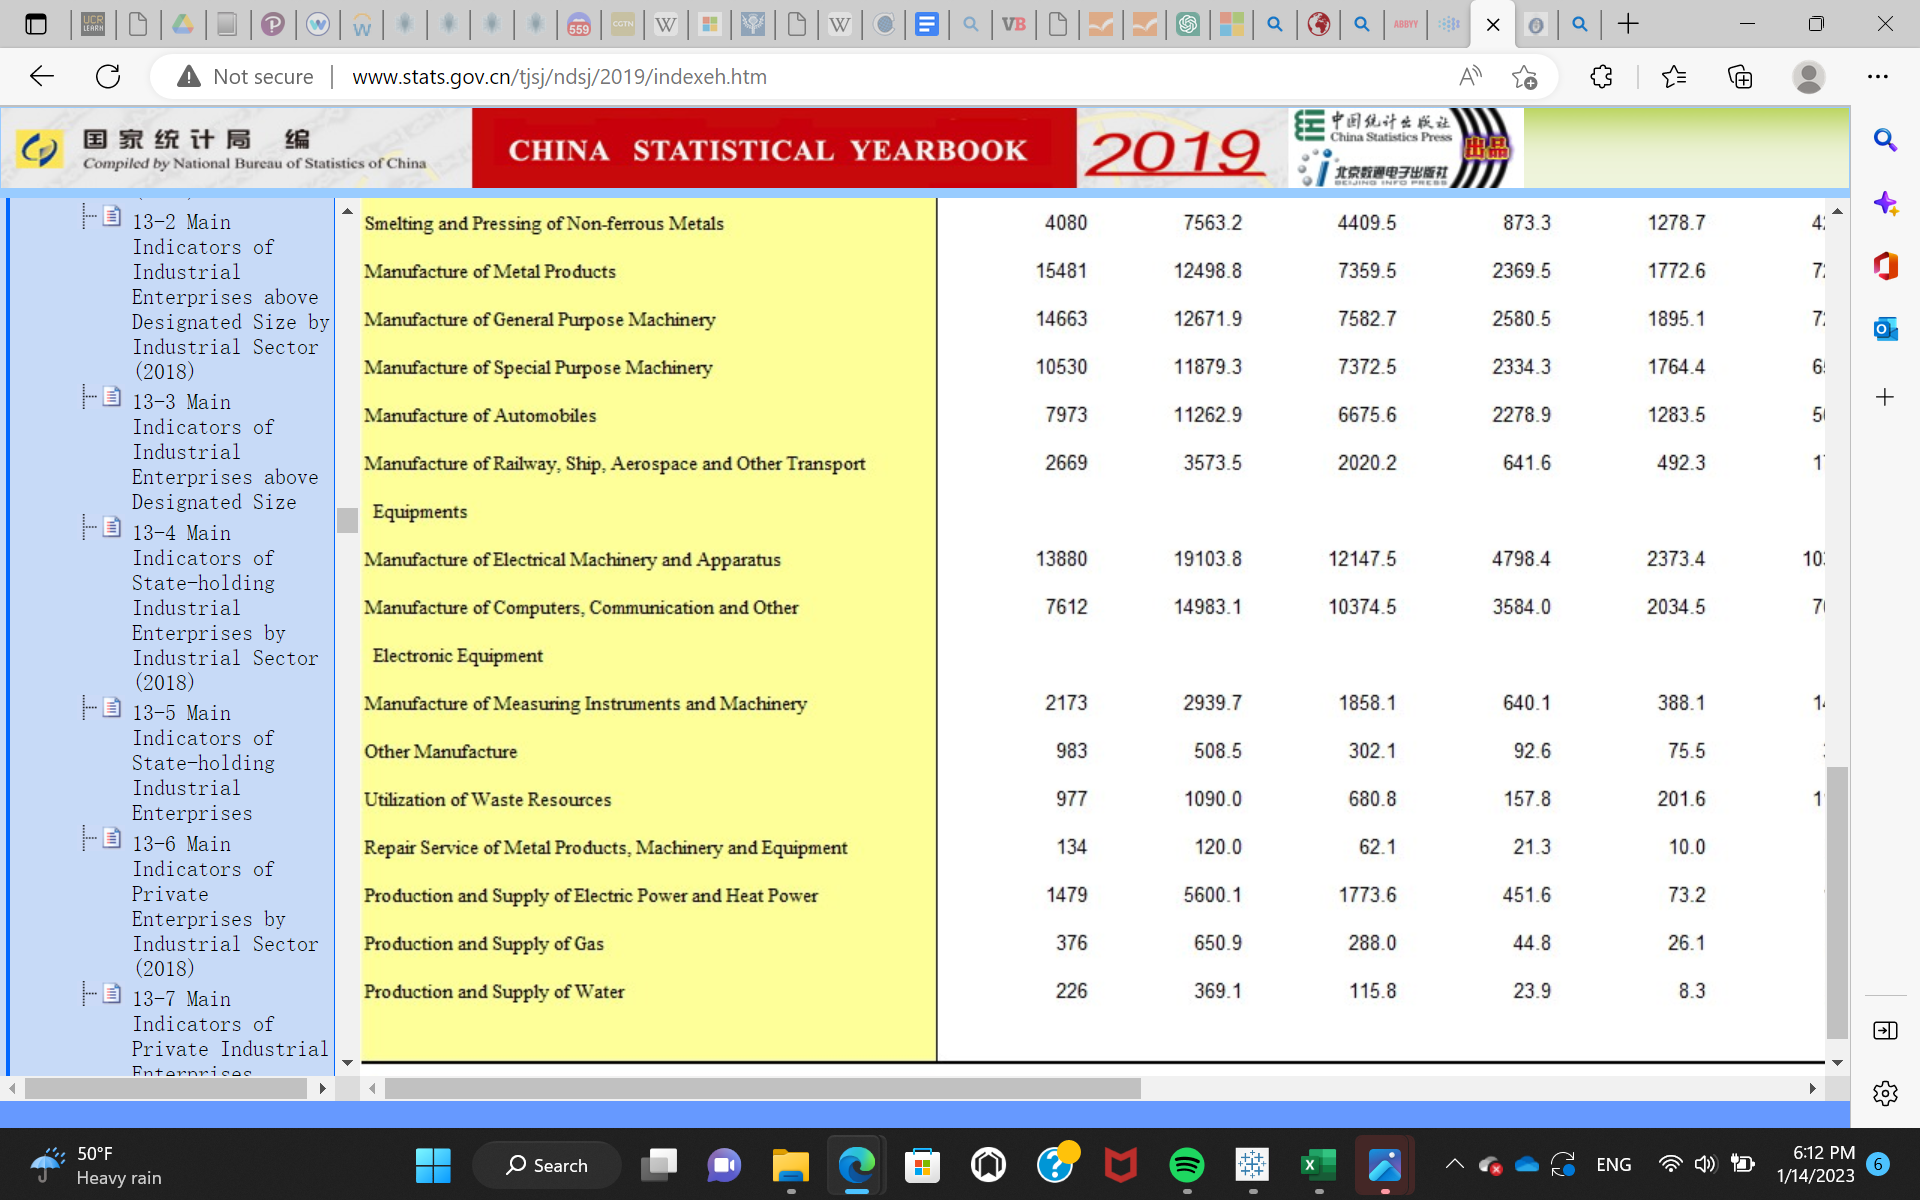 UCR
LEARN
559
CGTN
W
W
VB
ABBYY
Not secure
www.stats.gov.cn/tjsj/ndsj/2019/indexeh.htm
国家统计局 编
Compiled by National Bureau of Statistics of China
CHINA STATISTICAL YEARBOOK
2019
中国统计出版社
China Statistics Press
北京数通电子出版社
BEIJING INFO PRESS
出品
13-2 Main
Indicators of
Industrial
Enterprises above
Designated Size by
Industrial Sector
(2018)
13-3 Main
Indicators of
Industrial
Enterprises above
Designated Size
13-4 Main
Indicators of
State-holding
Industrial
Enterprises by
Industrial Sector
(2018)
13-5 Main
Indicators of
State-holding
Industrial
Enterprises
13-6 Main
Indicators of
Private
Enterprises by
Industrial Sector
(2018)
13-7 Main
Indicators of
Private Industrial
Enterprises
Smelting and Pressing of Non-ferrous Metals 4080 7563.2 4409.5 873.3 1278.7
Manufacture of Metal Products 15481 12498.8 7359.5 2369.5 1772.6
Manufacture of General Purpose Machinery 14663 12671.9 7582.7 2580.5 1895.1
Manufacture of Special Purpose Machinery 10530 11879.3 7372.5 2334.3 1764.4
Manufacture of Automobiles 7973 11262.9 6675.6 2278.9 1283.5
Manufacture of Railway, Ship, Aerospace and Other Transport 2669 3573.5 2020.2 641.6 492.3
Equipments
Manufacture of Electrical Machinery and Apparatus 13880 19103.8 12147.5 4798.4 2373.4
Manufacture of Computers, Communication and Other 7612 14983.1 10374.5 3584.0 2034.5
Electronic Equipment
Manufacture of Measuring Instruments and Machinery 2173 2939.7 1858.1 640.1 388.1
Other Manufacture 983 508.5 302.1 92.6 75.5
Utilization of Waste Resources 977 1090.0 680.8 157.8 201.6
Repair Service of Metal Products, Machinery and Equipment 134 120.0 62.1 21.3 10.0
Production and Supply of Electric Power and Heat Power 1479 5600.1 1773.6 451.6 73.2
Production and Supply of Gas 376 650.9 288.0 44.8 26.1
Production and Supply of Water 226 369.1 115.8 23.9 8.3
50°F
Heavy rain
Search
ENG
6:12 PM
1/14/2023
6